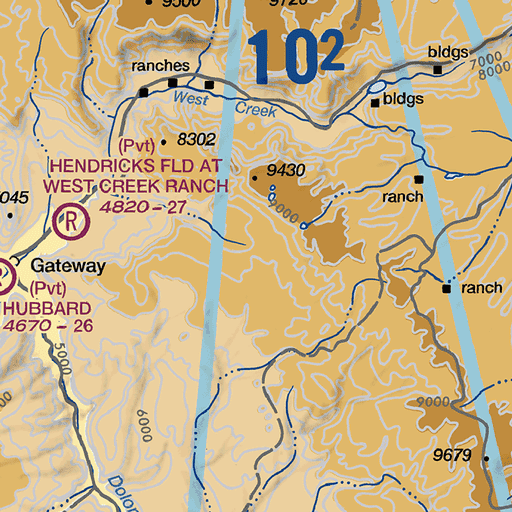 9500
9720
10²
bldgs
7000
8000
ranches
bldgs
West Creek
8302
(Pvt)
HENDRICKS FLD AT
WEST CREEK RANCH
4820 – 27
9430
9000
ranch
045
R
Gateway
(Pvt)
HUBBARD
4670 – 26
ranch
5000
9000
6000
9679